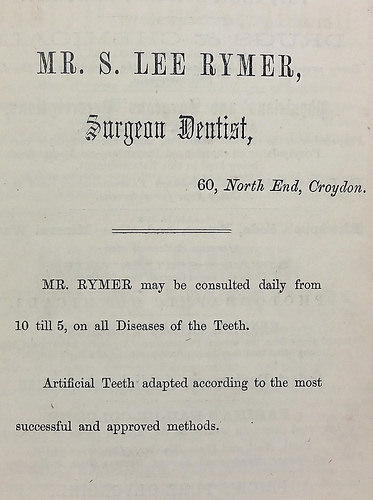 MR. S. LEE RYMER,
Surgeon Dentist,
60, North End, Croydon.
MR. RYMER may be consulted daily from
10 till 5, on all Diseases of the Teeth.
Artificial Teeth adapted according to the most
successful and approved methods.